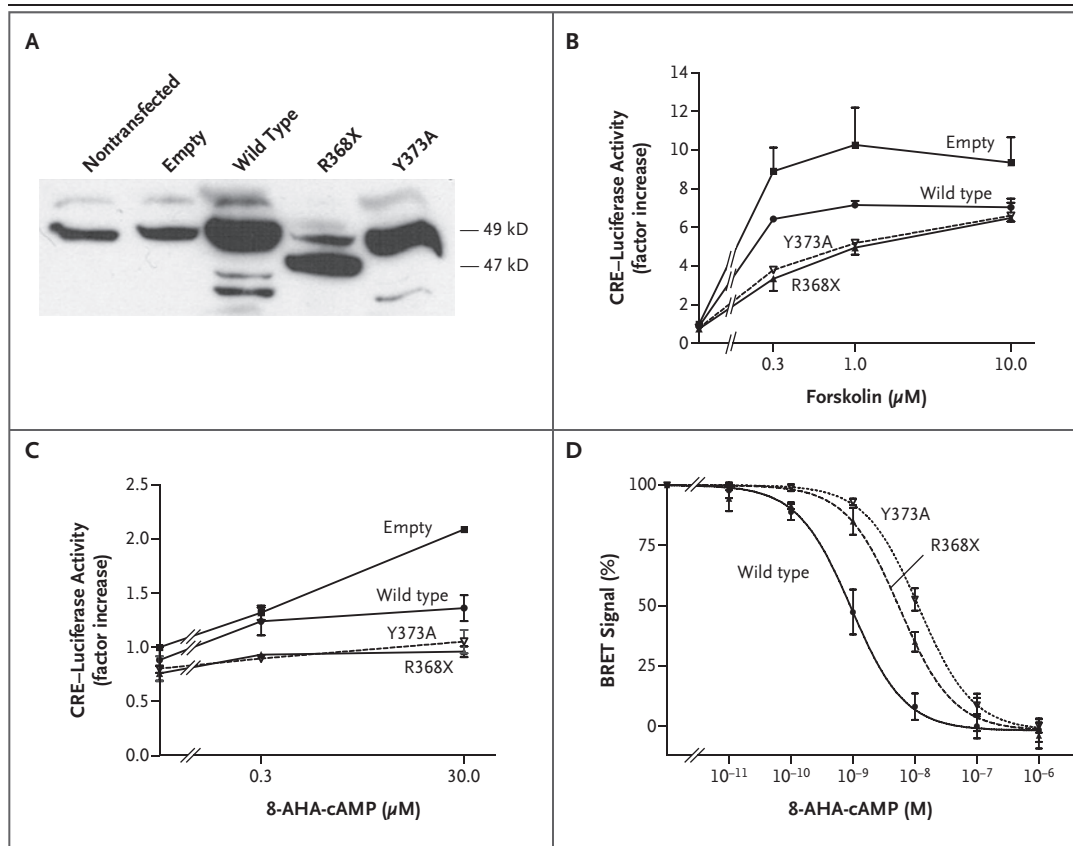 A
Nontransfected
Empty
Wild Type
R368X
Y373A
49 kD
47 kD
B
CRE–Luciferase Activity
(factor increase)
14
12
10
8
6
4
2
0
Empty
Wild type
Y373A
R368X
0.3
1.0
10.0
Forskolin (µM)
C
CRE–Luciferase Activity
(factor increase)
2.5
2.0
1.5
1.0
0.5
0.0
Empty
Wild type
Y373A
R368X
0.3
30.0
8-AHA-cAMP (µM)
D
BRET Signal (%)
100
75
50
25
0
Y373A
R368X
Wild type
10⁻¹¹
10⁻¹⁰
10⁻⁹
10⁻⁸
10⁻⁷
10⁻⁶
8-AHA-cAMP (M)